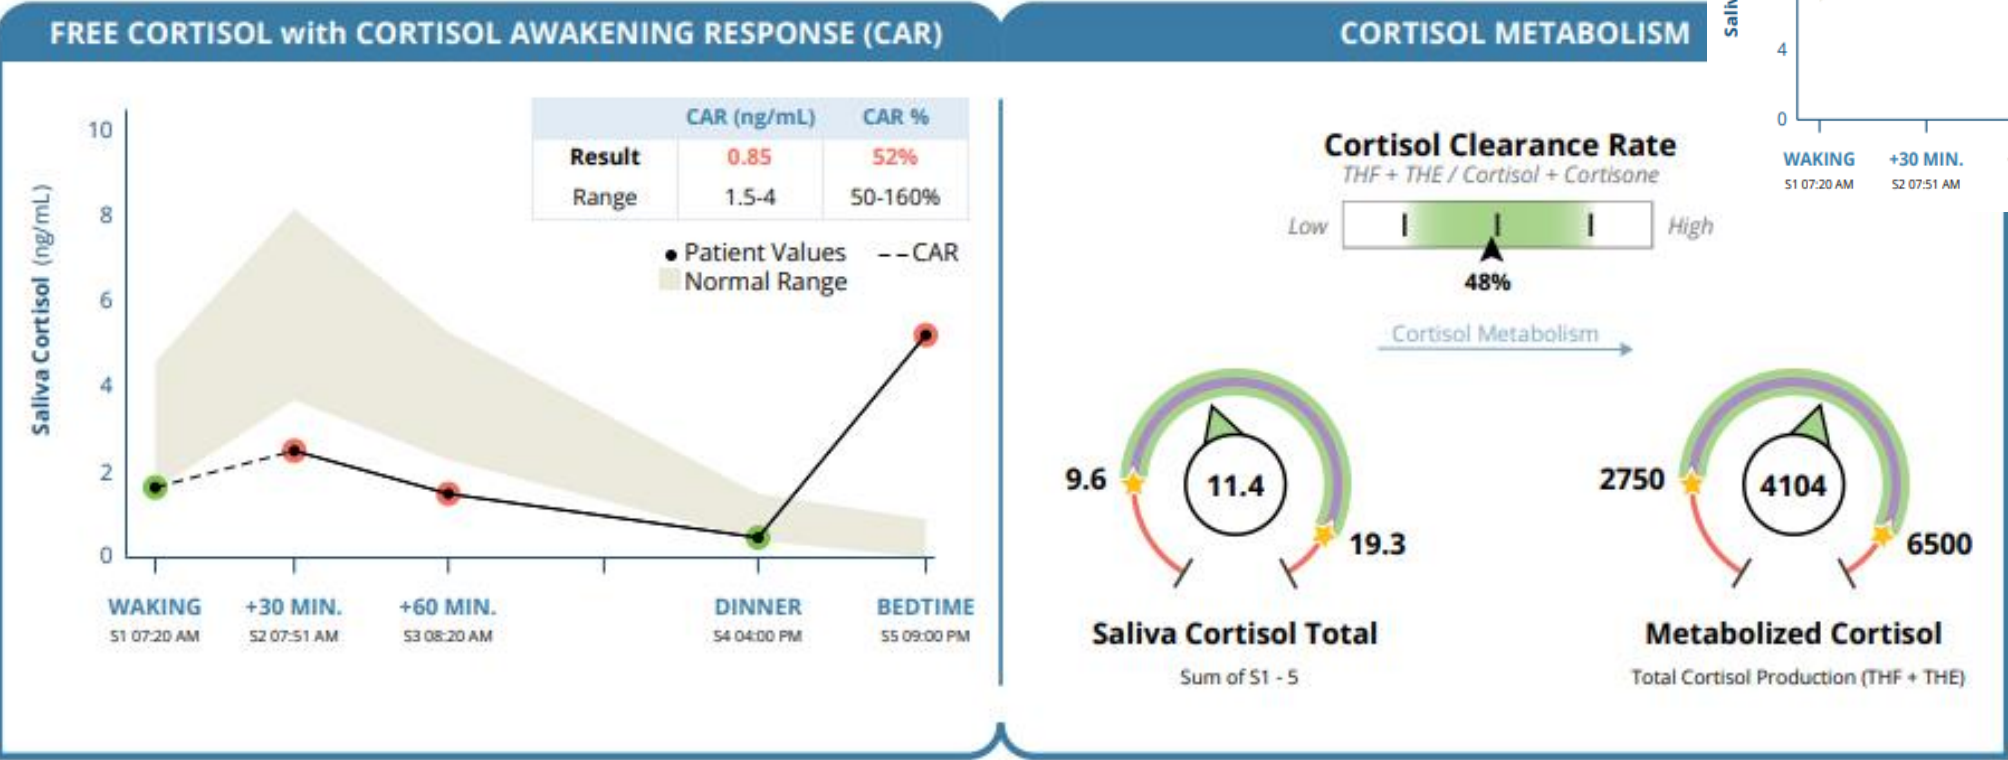 FREE CORTISOL with CORTISOL AWAKENING RESPONSE (CAR)
10
8
6
4
2
0
Saliva Cortisol (ng/mL)
CAR (ng/mL) CAR %
Result 0.85 52%
Range 1.5-4 50-160%
Patient Values --CAR
Normal Range
WAKING +30 MIN. +60 MIN. DINNER BEDTIME
S1 07:20 AM S2 07:51 AM S3 08:20 AM S4 04:00 PM S5 09:00 PM
CORTISOL METABOLISM
Cortisol Clearance Rate
THF + THE / Cortisol + Cortisone
Low High
48%
Cortisol Metabolism
9.6 11.4 19.3
Saliva Cortisol Total
Sum of S1 - 5
2750 4104 6500
Metabolized Cortisol
Total Cortisol Production (THF + THE)
Saliv
4
0
WAKING +30 MIN.
S1 07:20 AM S2 07:51 AM